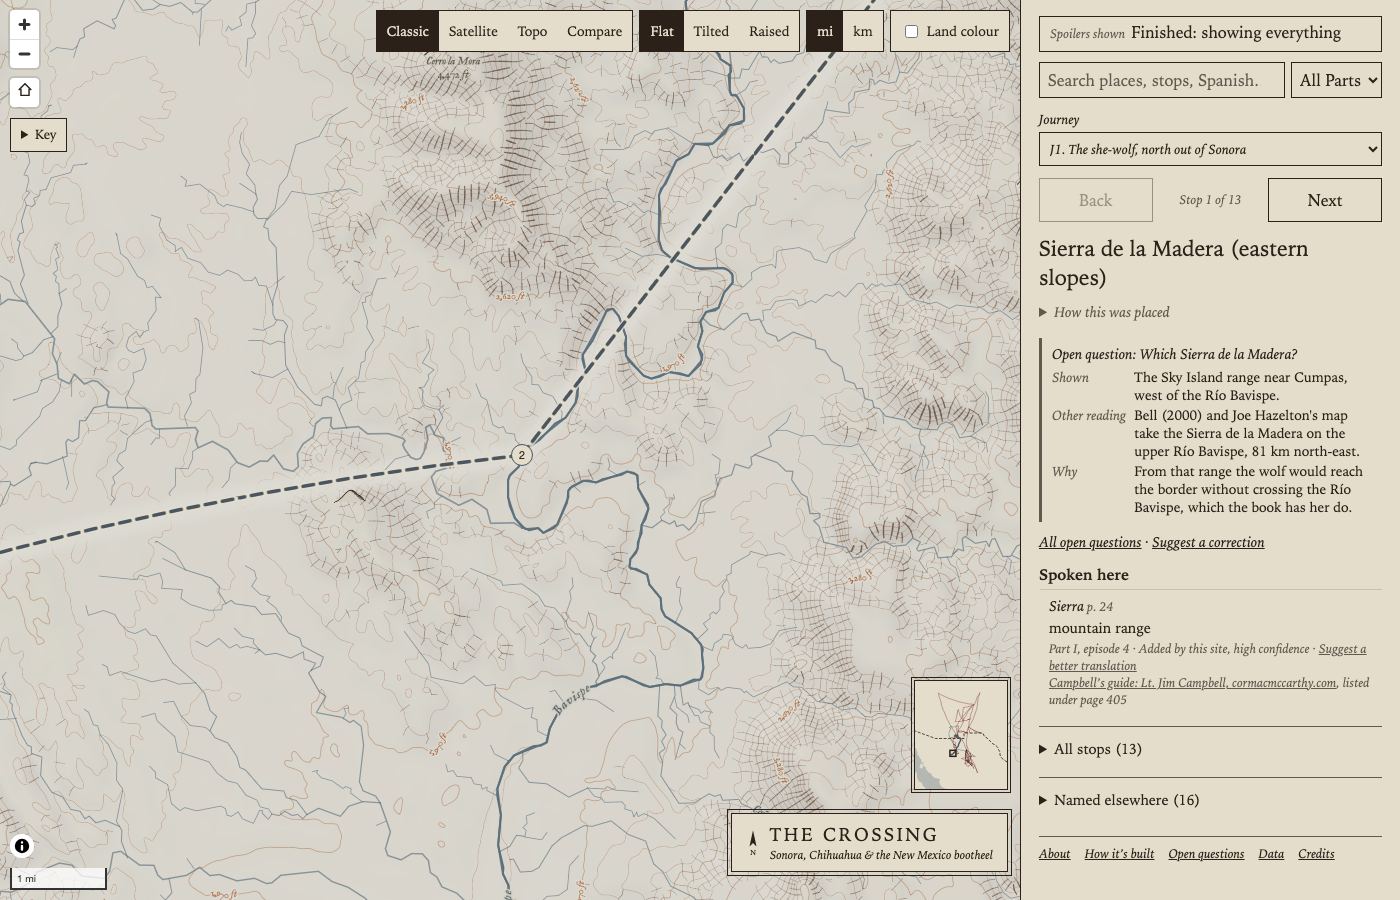 Classic Satellite Topo Compare
Flat Tilted Raised
mi km
Land colour
Key
Cerro la Mora
2
Bavispe
1 mi
N
THE CROSSING
Sonora, Chihuahua & the New Mexico bootheel
Spoilers shown Finished: showing everything
Search places, stops, Spanish.
All Parts
Journey
J1. The she-wolf, north out of Sonora
Back
Stop 1 of 13
Next
Sierra de la Madera (eastern
slopes)
How this was placed
Open question: Which Sierra de la Madera?
Shown The Sky Island range near Cumpas,
west of the Río Bavispe.
Other reading Bell (2000) and Joe Hazelton's map
take the Sierra de la Madera on the
upper Río Bavispe, 81 km north-east.
Why From that range the wolf would reach
the border without crossing the Río
Bavispe, which the book has her do.
All open questions · Suggest a correction
Spoken here
Sierra p. 24
mountain range
Part I, episode 4 · Added by this site, high confidence · Suggest a
better translation
Campbell's guide: Lt. Jim Campbell, cormacmccarthy.com, listed
under page 405
All stops (13)
Named elsewhere (16)
About How it's built Open questions Data Credits